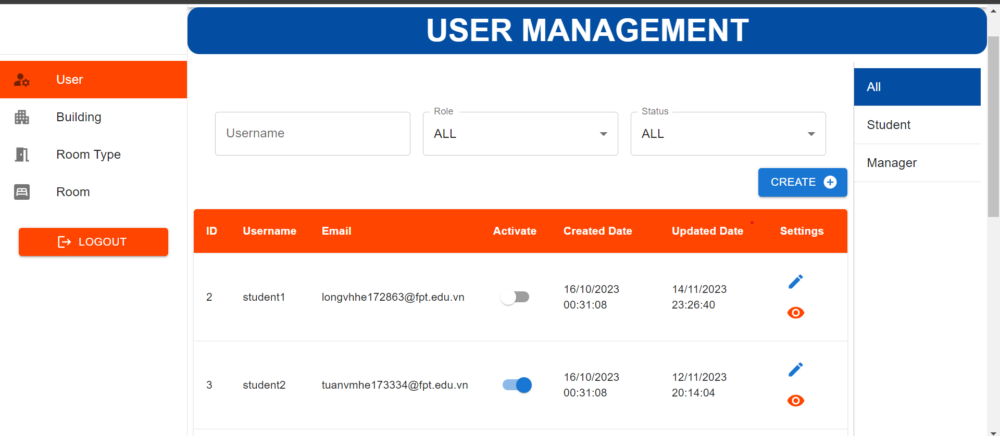 USER MANAGEMENT
User
Building
Room Type
Room
LOGOUT
Username
Role
ALL
Status
ALL
CREATE
All
Student
Manager
ID Username Email Activate Created Date Updated Date Settings
2 student1 longvhhe172863@fpt.edu.vn 16/10/2023 00:31:08 14/11/2023 23:26:40
3 student2 tuanvmhe173334@fpt.edu.vn 16/10/2023 00:31:08 12/11/2023 20:14:04